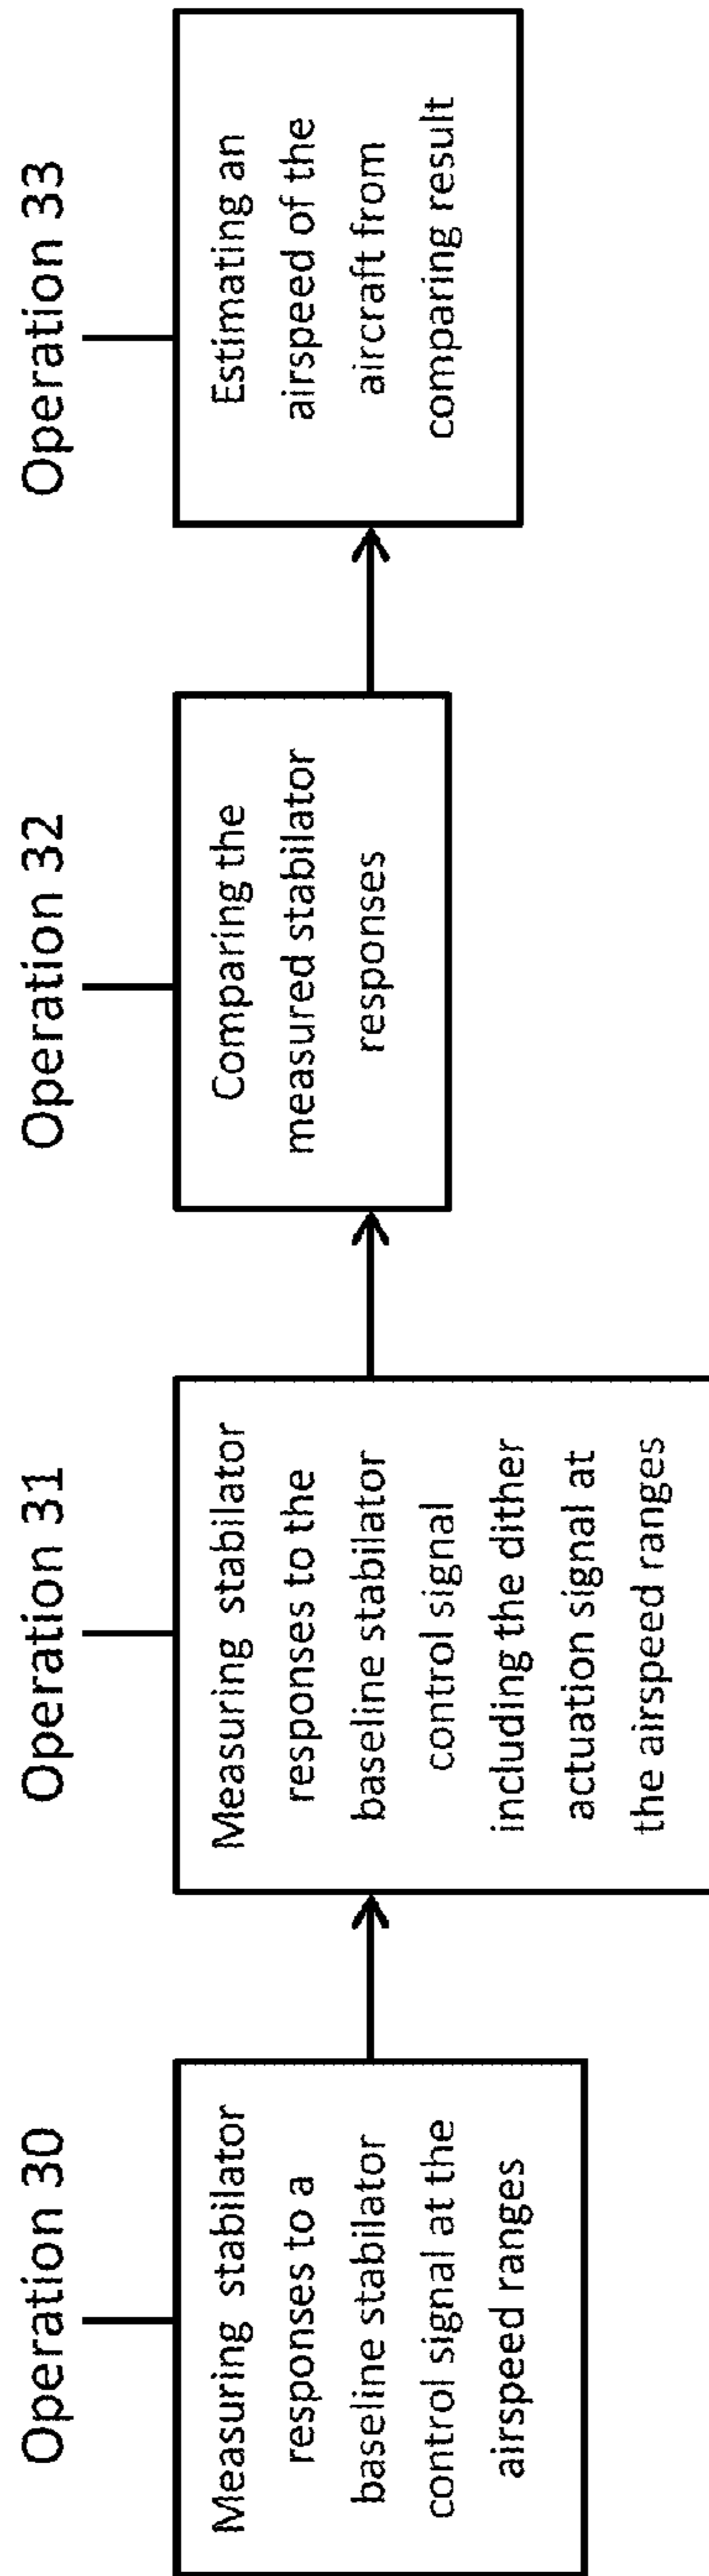 Operation 30
Measuring stabilator
responses to a
baseline stabilator
control signal at the
airspeed ranges
Operation 31
Measuring stabilator
responses to the
baseline stabilator
control signal
including the dither
actuation signal at
the airspeed ranges
Operation 32
Comparing the
measured stabilator
responses
Operation 33
Estimating an
airspeed of the
aircraft from
comparing result